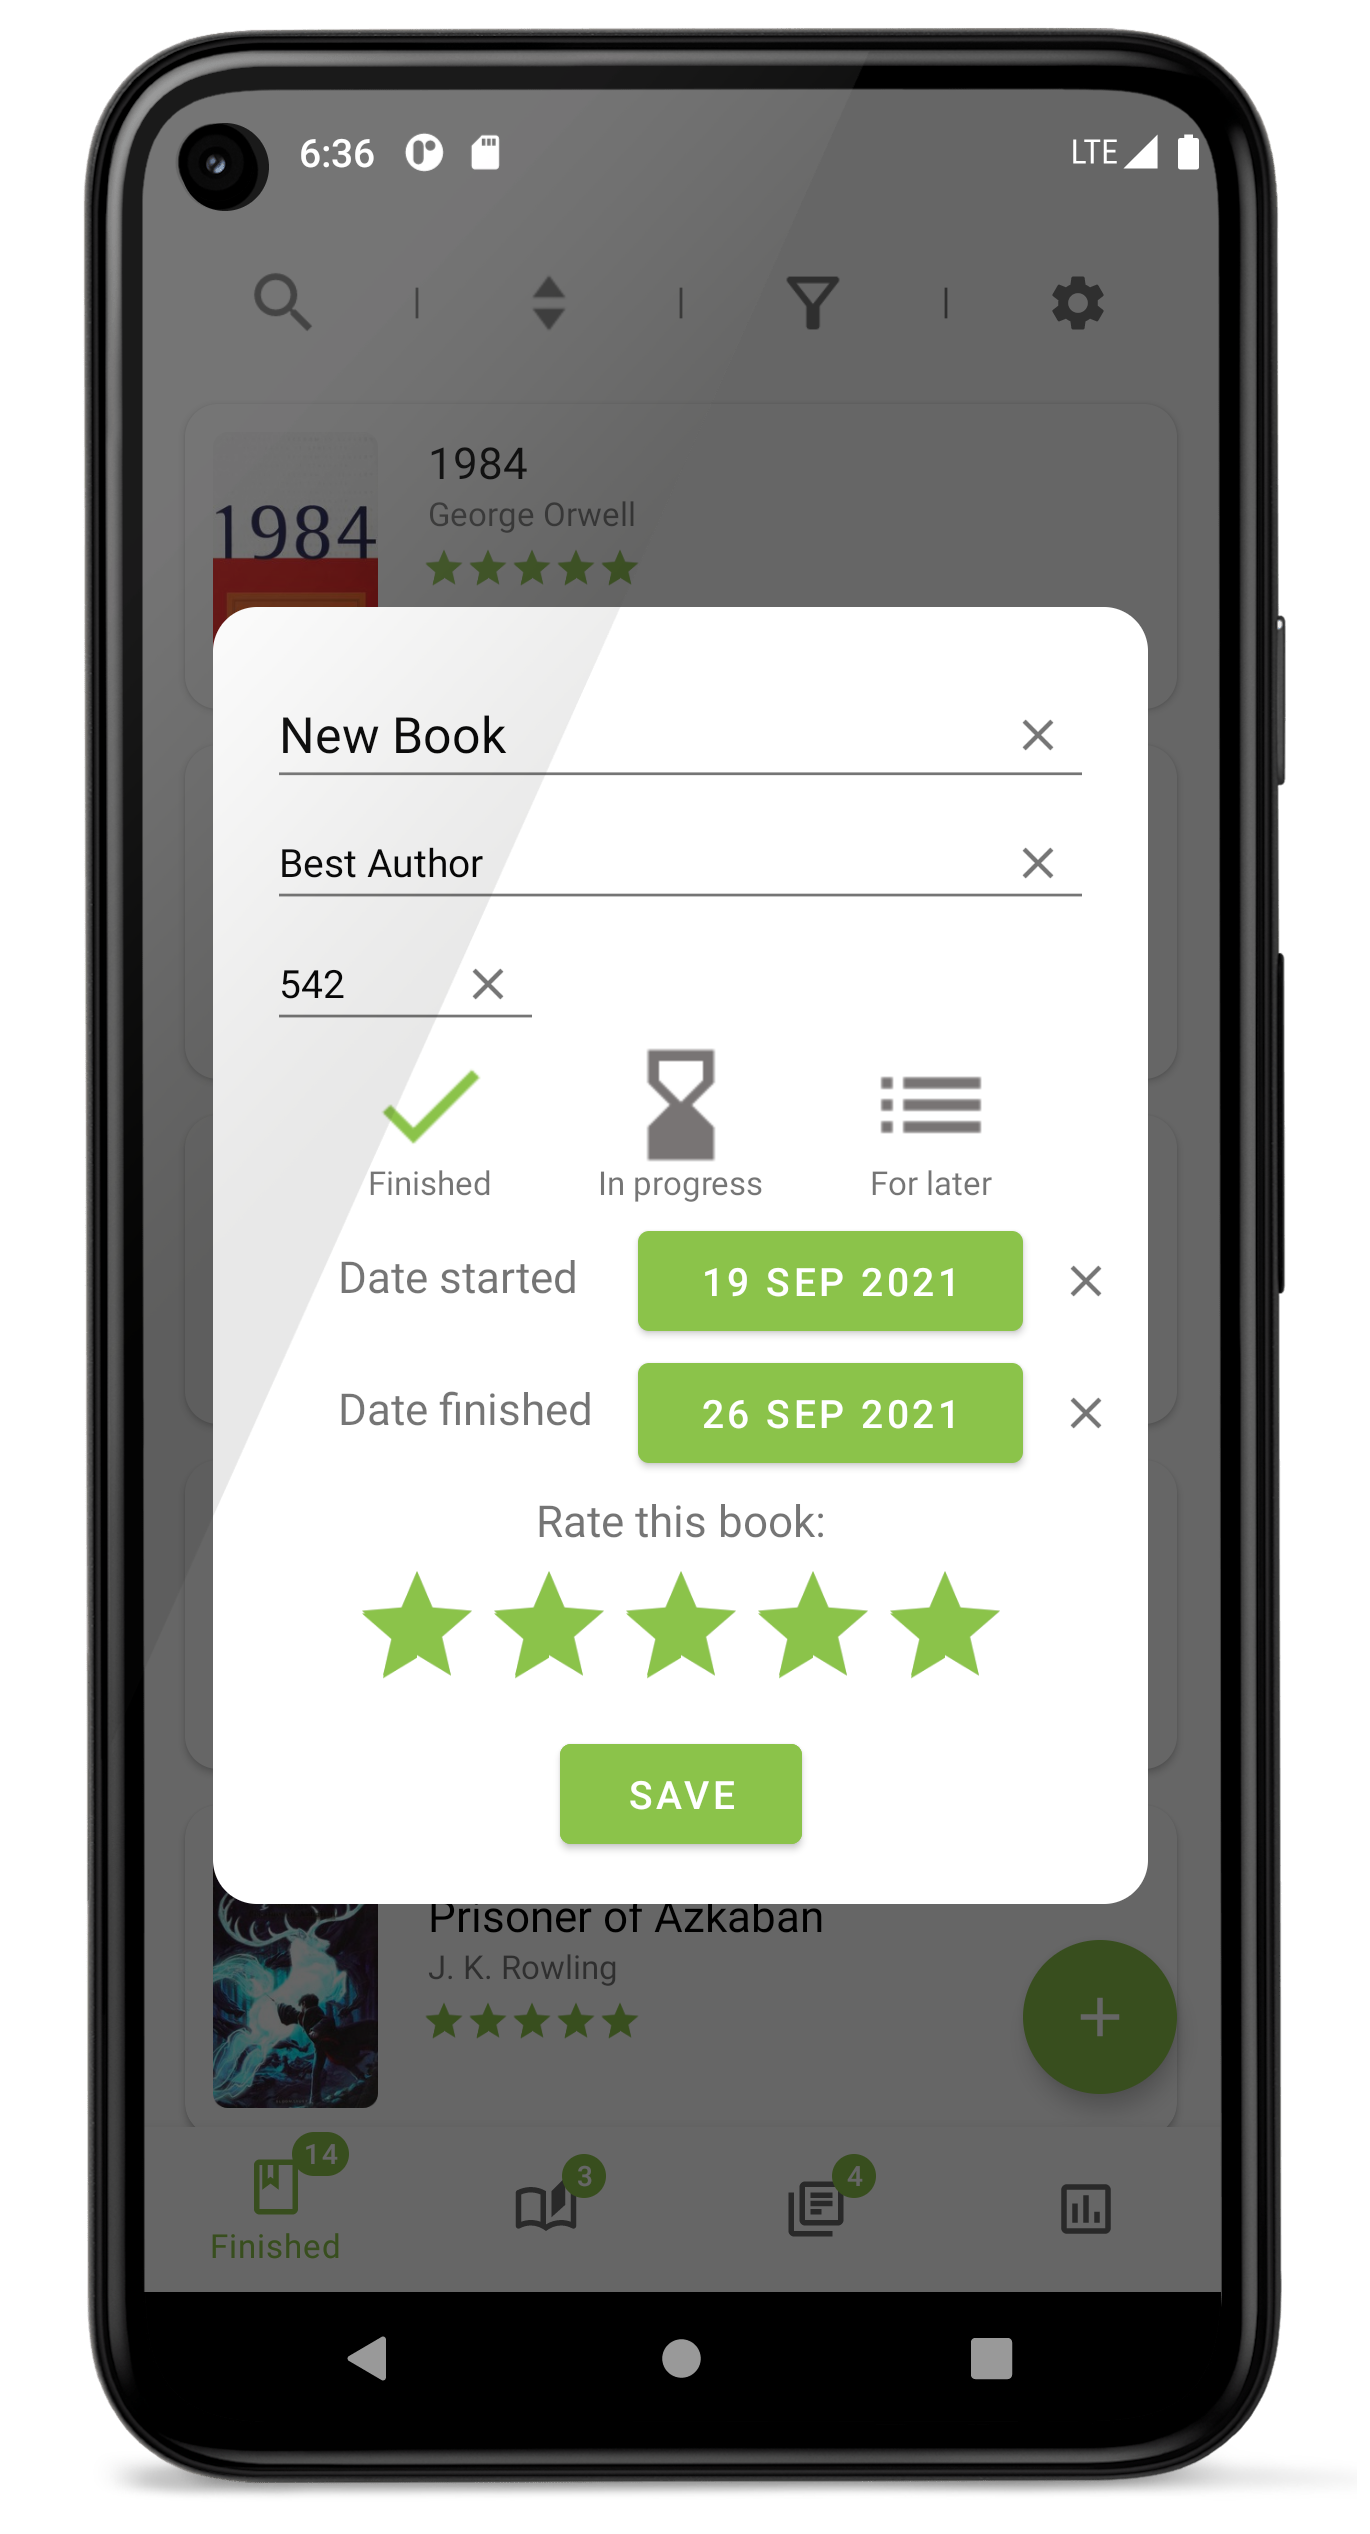 6:36 LTE
1984
George Orwell
1984
New Book
Best Author
542
Finished In progress For later
Date started 19 SEP 2021
Date finished 26 SEP 2021
Rate this book:
SAVE
Prisoner of Azkaban
J. K. Rowling
14 3 4
Finished